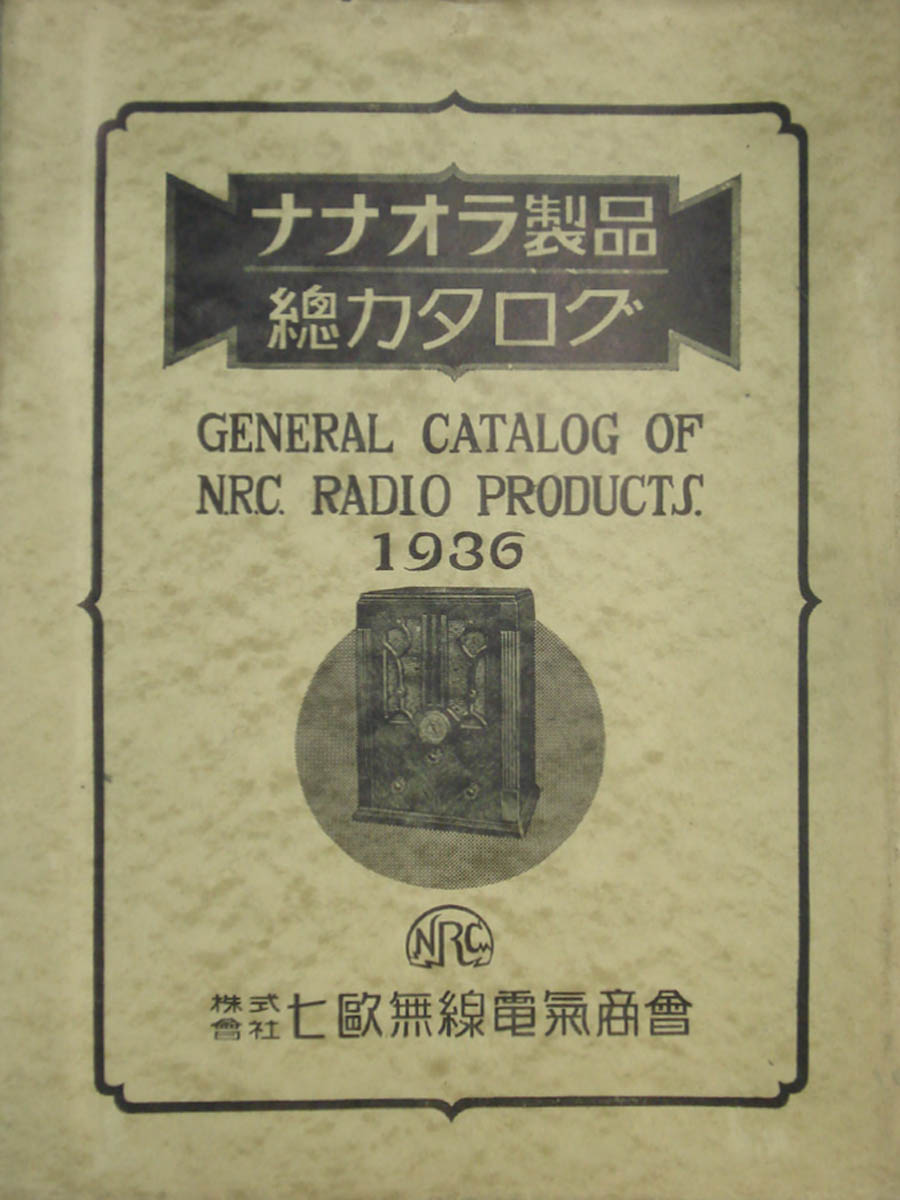 ナナオラ製品
總カタログ
GENERAL CATALOG OF
N.R.C. RADIO PRODUCTS.
1936
NRC
株式會社七歐無線電氣商會